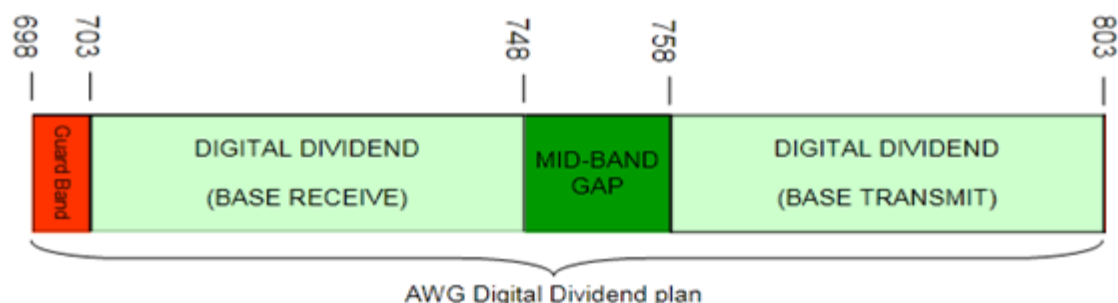 698
703
748
758
803
Guard Band
DIGITAL DIVIDEND
(BASE RECEIVE)
MID-BAND
GAP
DIGITAL DIVIDEND
(BASE TRANSMIT)
AWG Digital Dividend plan